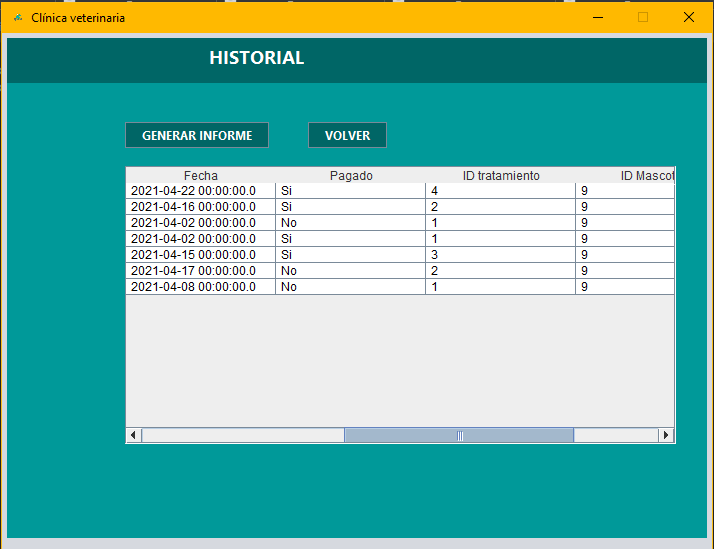 Clínica veterinaria
HISTORIAL
GENERAR INFORME VOLVER
Fecha Pagado ID tratamiento ID Mascot
2021-04-22 00:00:00.0 Si 4 9
2021-04-16 00:00:00.0 Si 2 9
2021-04-02 00:00:00.0 No 1 9
2021-04-02 00:00:00.0 Si 1 9
2021-04-15 00:00:00.0 Si 3 9
2021-04-17 00:00:00.0 No 2 9
2021-04-08 00:00:00.0 No 1 9